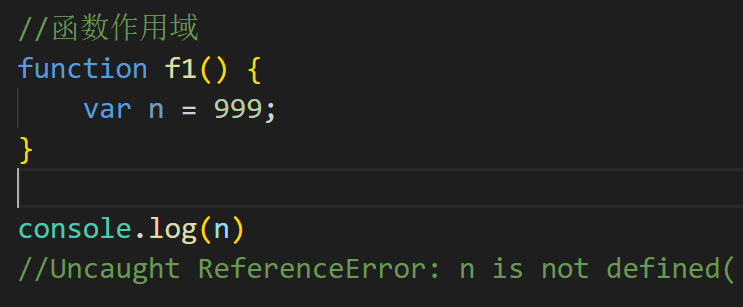 //函数作用域
function f1() {
    var n = 999;
}
console.log(n)
//Uncaught ReferenceError: n is not defined(